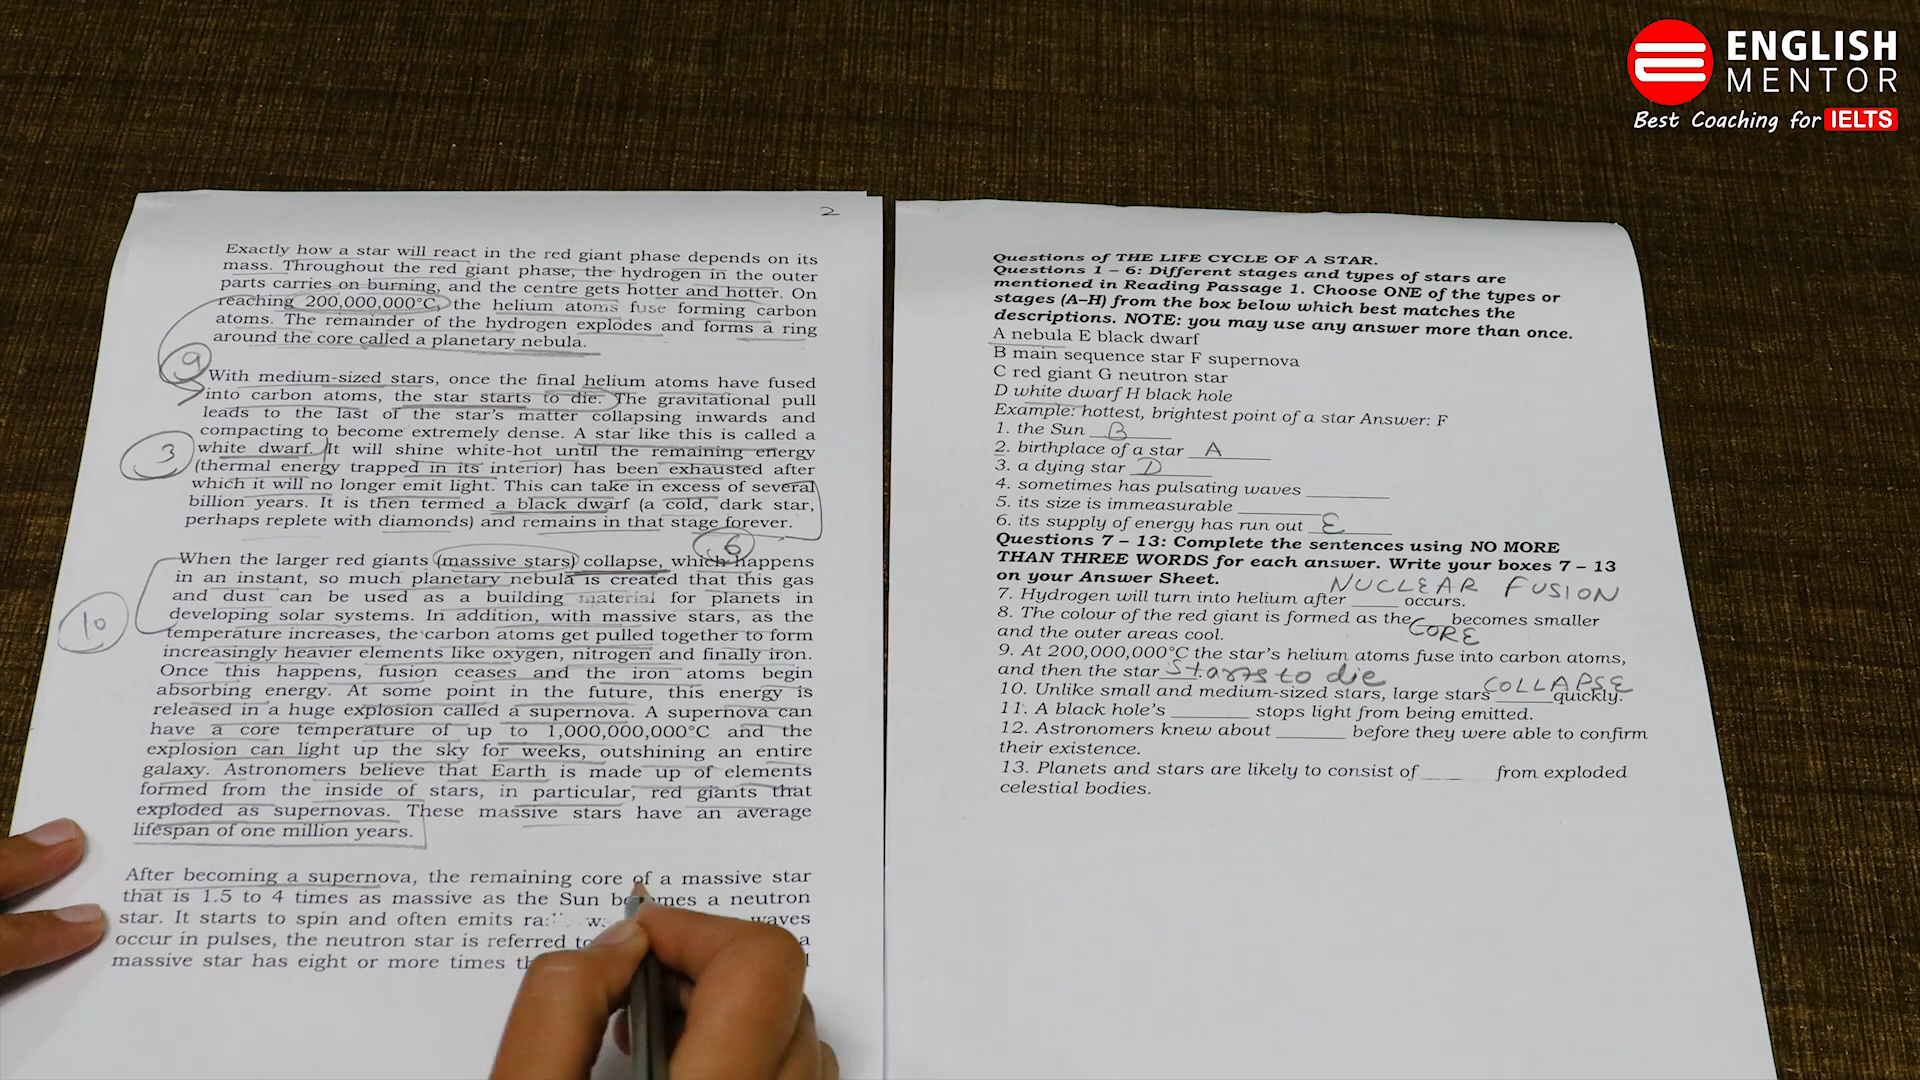 ENGLISH
MENTOR
Best Coaching for IELTS
2
Exactly how a star will react in the red giant phase depends on its
mass. Throughout the red giant phase, the hydrogen in the outer
parts carries on burning, and the centre gets hotter and hotter. On
reaching 200,000,000°C, the helium atoms fuse forming carbon
atoms. The remainder of the hydrogen explodes and forms a ring
around the core called a planetary nebula.
9
With medium-sized stars, once the final helium atoms have fused
into carbon atoms, the star starts to die. The gravitational pull
leads to the last of the star's matter collapsing inwards and
compacting to become extremely dense. A star like this is called a
3 white dwarf. It will shine white-hot until the remaining energy
(thermal energy trapped in its interior) has been exhausted after
which it will no longer emit light. This can take in excess of several
billion years. It is then termed a black dwarf (a cold, dark star,
perhaps replete with diamonds) and remains in that stage forever.
6
When the larger red giants (massive stars) collapse, which happens
in an instant, so much planetary nebula is created that this gas
and dust can be used as a building material for planets in
developing solar systems. In addition, with massive stars, as the
10 temperature increases, the carbon atoms get pulled together to form
increasingly heavier elements like oxygen, nitrogen and finally iron.
Once this happens, fusion ceases and the iron atoms begin
absorbing energy. At some point in the future, this energy is
released in a huge explosion called a supernova. A supernova can
have a core temperature of up to 1,000,000,000°C and the
explosion can light up the sky for weeks, outshining an entire
galaxy. Astronomers believe that Earth is made up of elements
formed from the inside of stars, in particular, red giants that
exploded as supernovas. These massive stars have an average
lifespan of one million years.
After becoming a supernova, the remaining core of a massive star
that is 1.5 to 4 times as massive as the Sun becomes a neutron
star. It starts to spin and often emits waves
occur in pulses, the neutron star is referred to a
massive star has eight or more times
Questions of THE LIFE CYCLE OF A STAR.
Questions 1 – 6: Different stages and types of stars are
mentioned in Reading Passage 1. Choose ONE of the types or
stages (A–H) from the box below which best matches the
descriptions. NOTE: you may use any answer more than once.
A nebula E black dwarf
B main sequence star F supernova
C red giant G neutron star
D white dwarf H black hole
Example: hottest, brightest point of a star Answer: F
1. the Sun B
2. birthplace of a star A
3. a dying star D
4. sometimes has pulsating waves ________
5. its size is immeasurable ________
6. its supply of energy has run out E
Questions 7 – 13: Complete the sentences using NO MORE
THAN THREE WORDS for each answer. Write your boxes 7 – 13
on your Answer Sheet.
NUCLEAR FUSION
7. Hydrogen will turn into helium after _____ occurs.
8. The colour of the red giant is formed as the CORE becomes smaller
and the outer areas cool.
9. At 200,000,000°C the star's helium atoms fuse into carbon atoms,
and then the star Starts to die
COLLAPSE
10. Unlike small and medium-sized stars, large stars ______quickly.
11. A black hole's ________ stops light from being emitted.
12. Astronomers knew about _______ before they were able to confirm
their existence.
13. Planets and stars are likely to consist of ____ from exploded
celestial bodies.